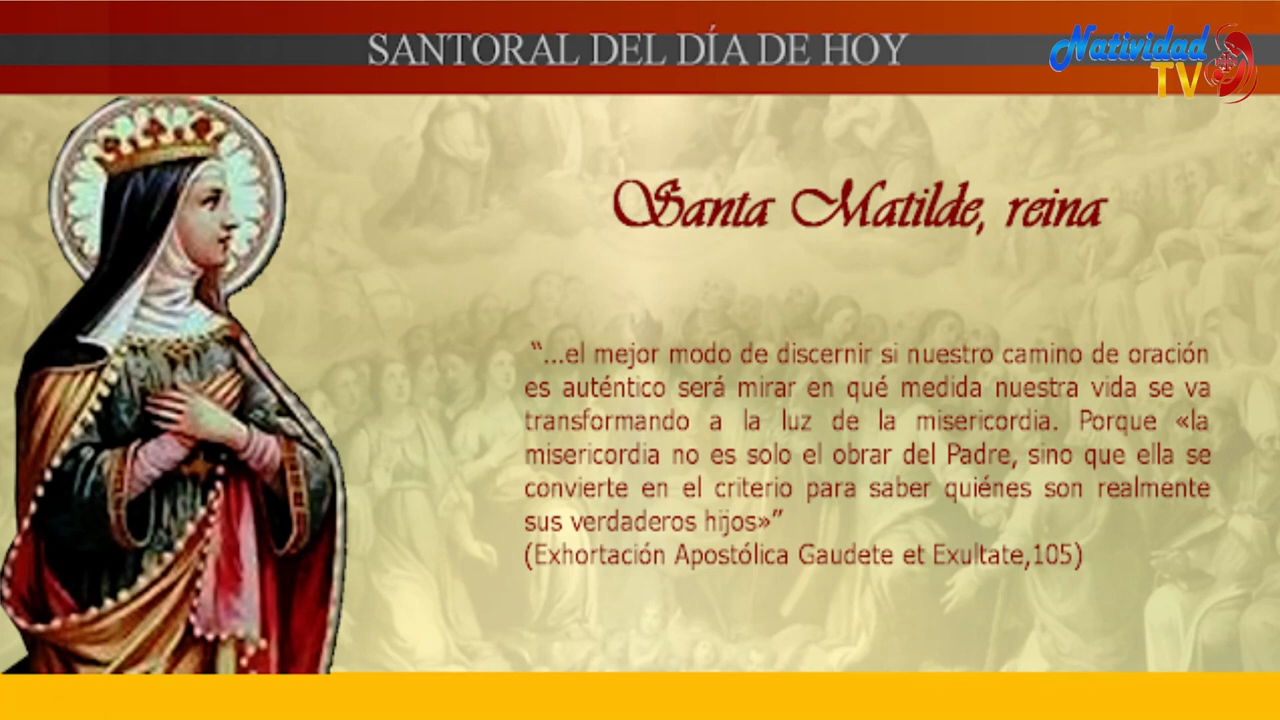 SANTORAL DEL DÍA DE HOY
Natividad
TV
Santa Matilde, reina
“...el mejor modo de discernir si nuestro camino de oración
es auténtico será mirar en qué medida nuestra vida se va
transformando a la luz de la misericordia. Porque «la
misericordia no es solo el obrar del Padre, sino que ella se
convierte en el criterio para saber quiénes son realmente
sus verdaderos hijos»”
(Exhortación Apostólica Gaudete et Exultate,105)